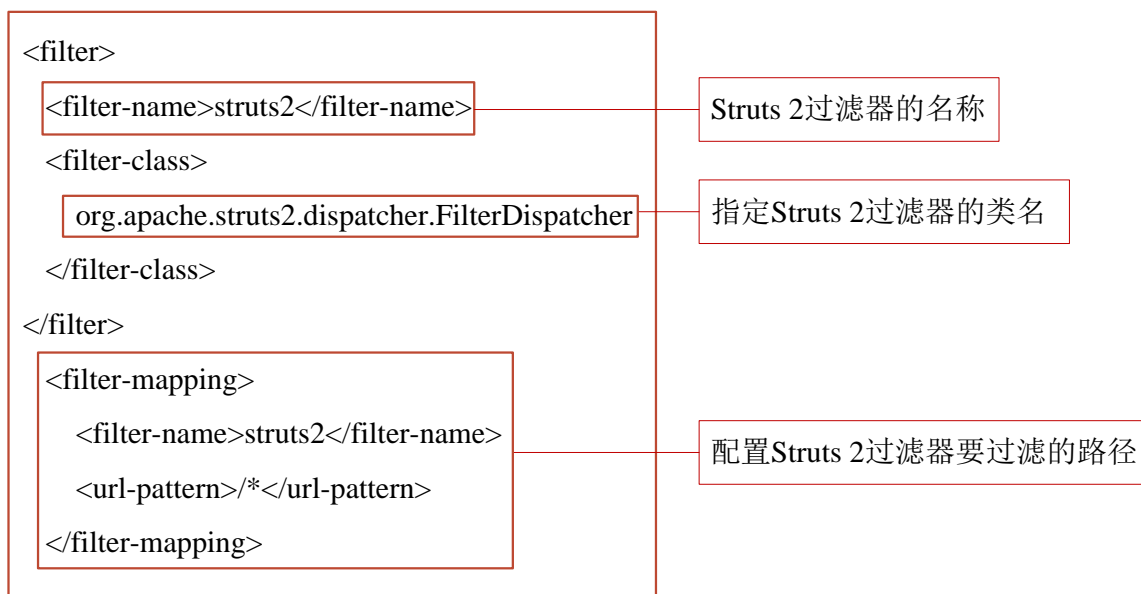 <filter>
<filter-name>struts2</filter-name>
Struts 2过滤器的名称
<filter-class>
org.apache.struts2.dispatcher.FilterDispatcher
指定Struts 2过滤器的类名
</filter-class>
</filter>
<filter-mapping>
<filter-name>struts2</filter-name>
配置Struts 2过滤器要过滤的路径
<url-pattern>/*</url-pattern>
</filter-mapping>